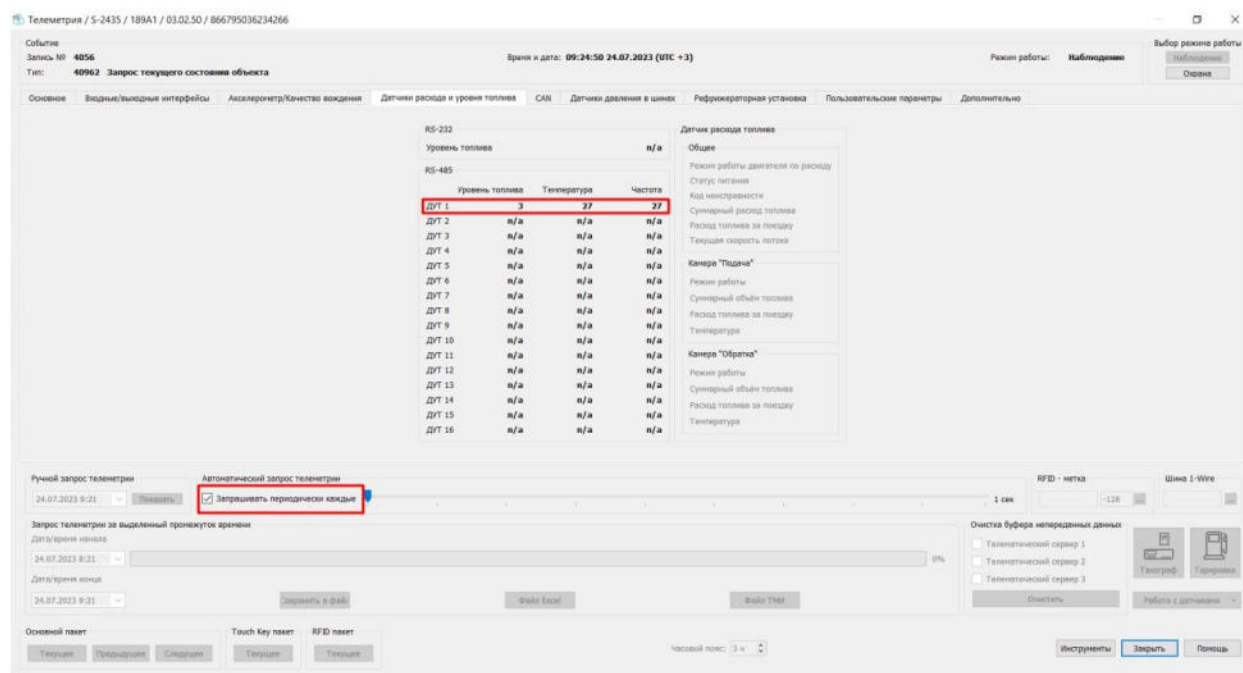 Телеметрия / S-2435 / 189A1 / 03.02.50 / 866795036234266
Событие
Запись № 4056
Время и дата: 09:24:50 24.07.2023 (UTC +3)
Режим работы: Наблюдение
Тип: 40962 Запрос текущего состояния объекта
Выбор режима работы
Наблюдение
Охрана
Основное Входные/выходные интерфейсы Акселерометр/Качество вождения Датчики расхода и уровня топлива CAN Датчики давления в шинах Рефрижераторная установка Пользовательские параметры Дополнительно
RS-232
Уровень топлива n/a
RS-485
Уровень топлива Температура Частота
ДУТ 1 3 27 27
ДУТ 2 n/a n/a n/a
ДУТ 3 n/a n/a n/a
ДУТ 4 n/a n/a n/a
ДУТ 5 n/a n/a n/a
ДУТ 6 n/a n/a n/a
ДУТ 7 n/a n/a n/a
ДУТ 8 n/a n/a n/a
ДУТ 9 n/a n/a n/a
ДУТ 10 n/a n/a n/a
ДУТ 11 n/a n/a n/a
ДУТ 12 n/a n/a n/a
ДУТ 13 n/a n/a n/a
ДУТ 14 n/a n/a n/a
ДУТ 15 n/a n/a n/a
ДУТ 16 n/a n/a n/a
Датчик расхода топлива
Общее
Режим работы двигателя по расходу
Статус питания
Код неисправности
Суммарный расход топлива
Расход топлива за поездку
Текущая скорость потока
Камера "Подача"
Режим работы
Суммарный объём топлива
Расход топлива за поездку
Температура
Камера "Обратка"
Режим работы
Суммарный объём топлива
Расход топлива за поездку
Температура
Ручной запрос телеметрии
24.07.2023 9:21 Показать
Автоматический запрос телеметрии
Запрашивать периодически каждые 1 сек
RFID - метка
-128
Шина 1-Wire
Запрос телеметрии за выделенный промежуток времени
Дата/время начала
24.07.2023 8:21 0%
Дата/время конца
24.07.2023 9:21 Сохранить в файл Файл Excel Файл ТМИ
Очистка буфера непереданных данных
Телематический сервер 1
Телематический сервер 2
Телематический сервер 3
Очистить
Тахограф Тарировка
Работа с датчиками
Основной пакет
Текущее Предыдущее Следущее
Touch Key пакет
Текущее
RFID пакет
Текущее
Часовой пояс: 3 ч
Инструменты Закрыть Помощь